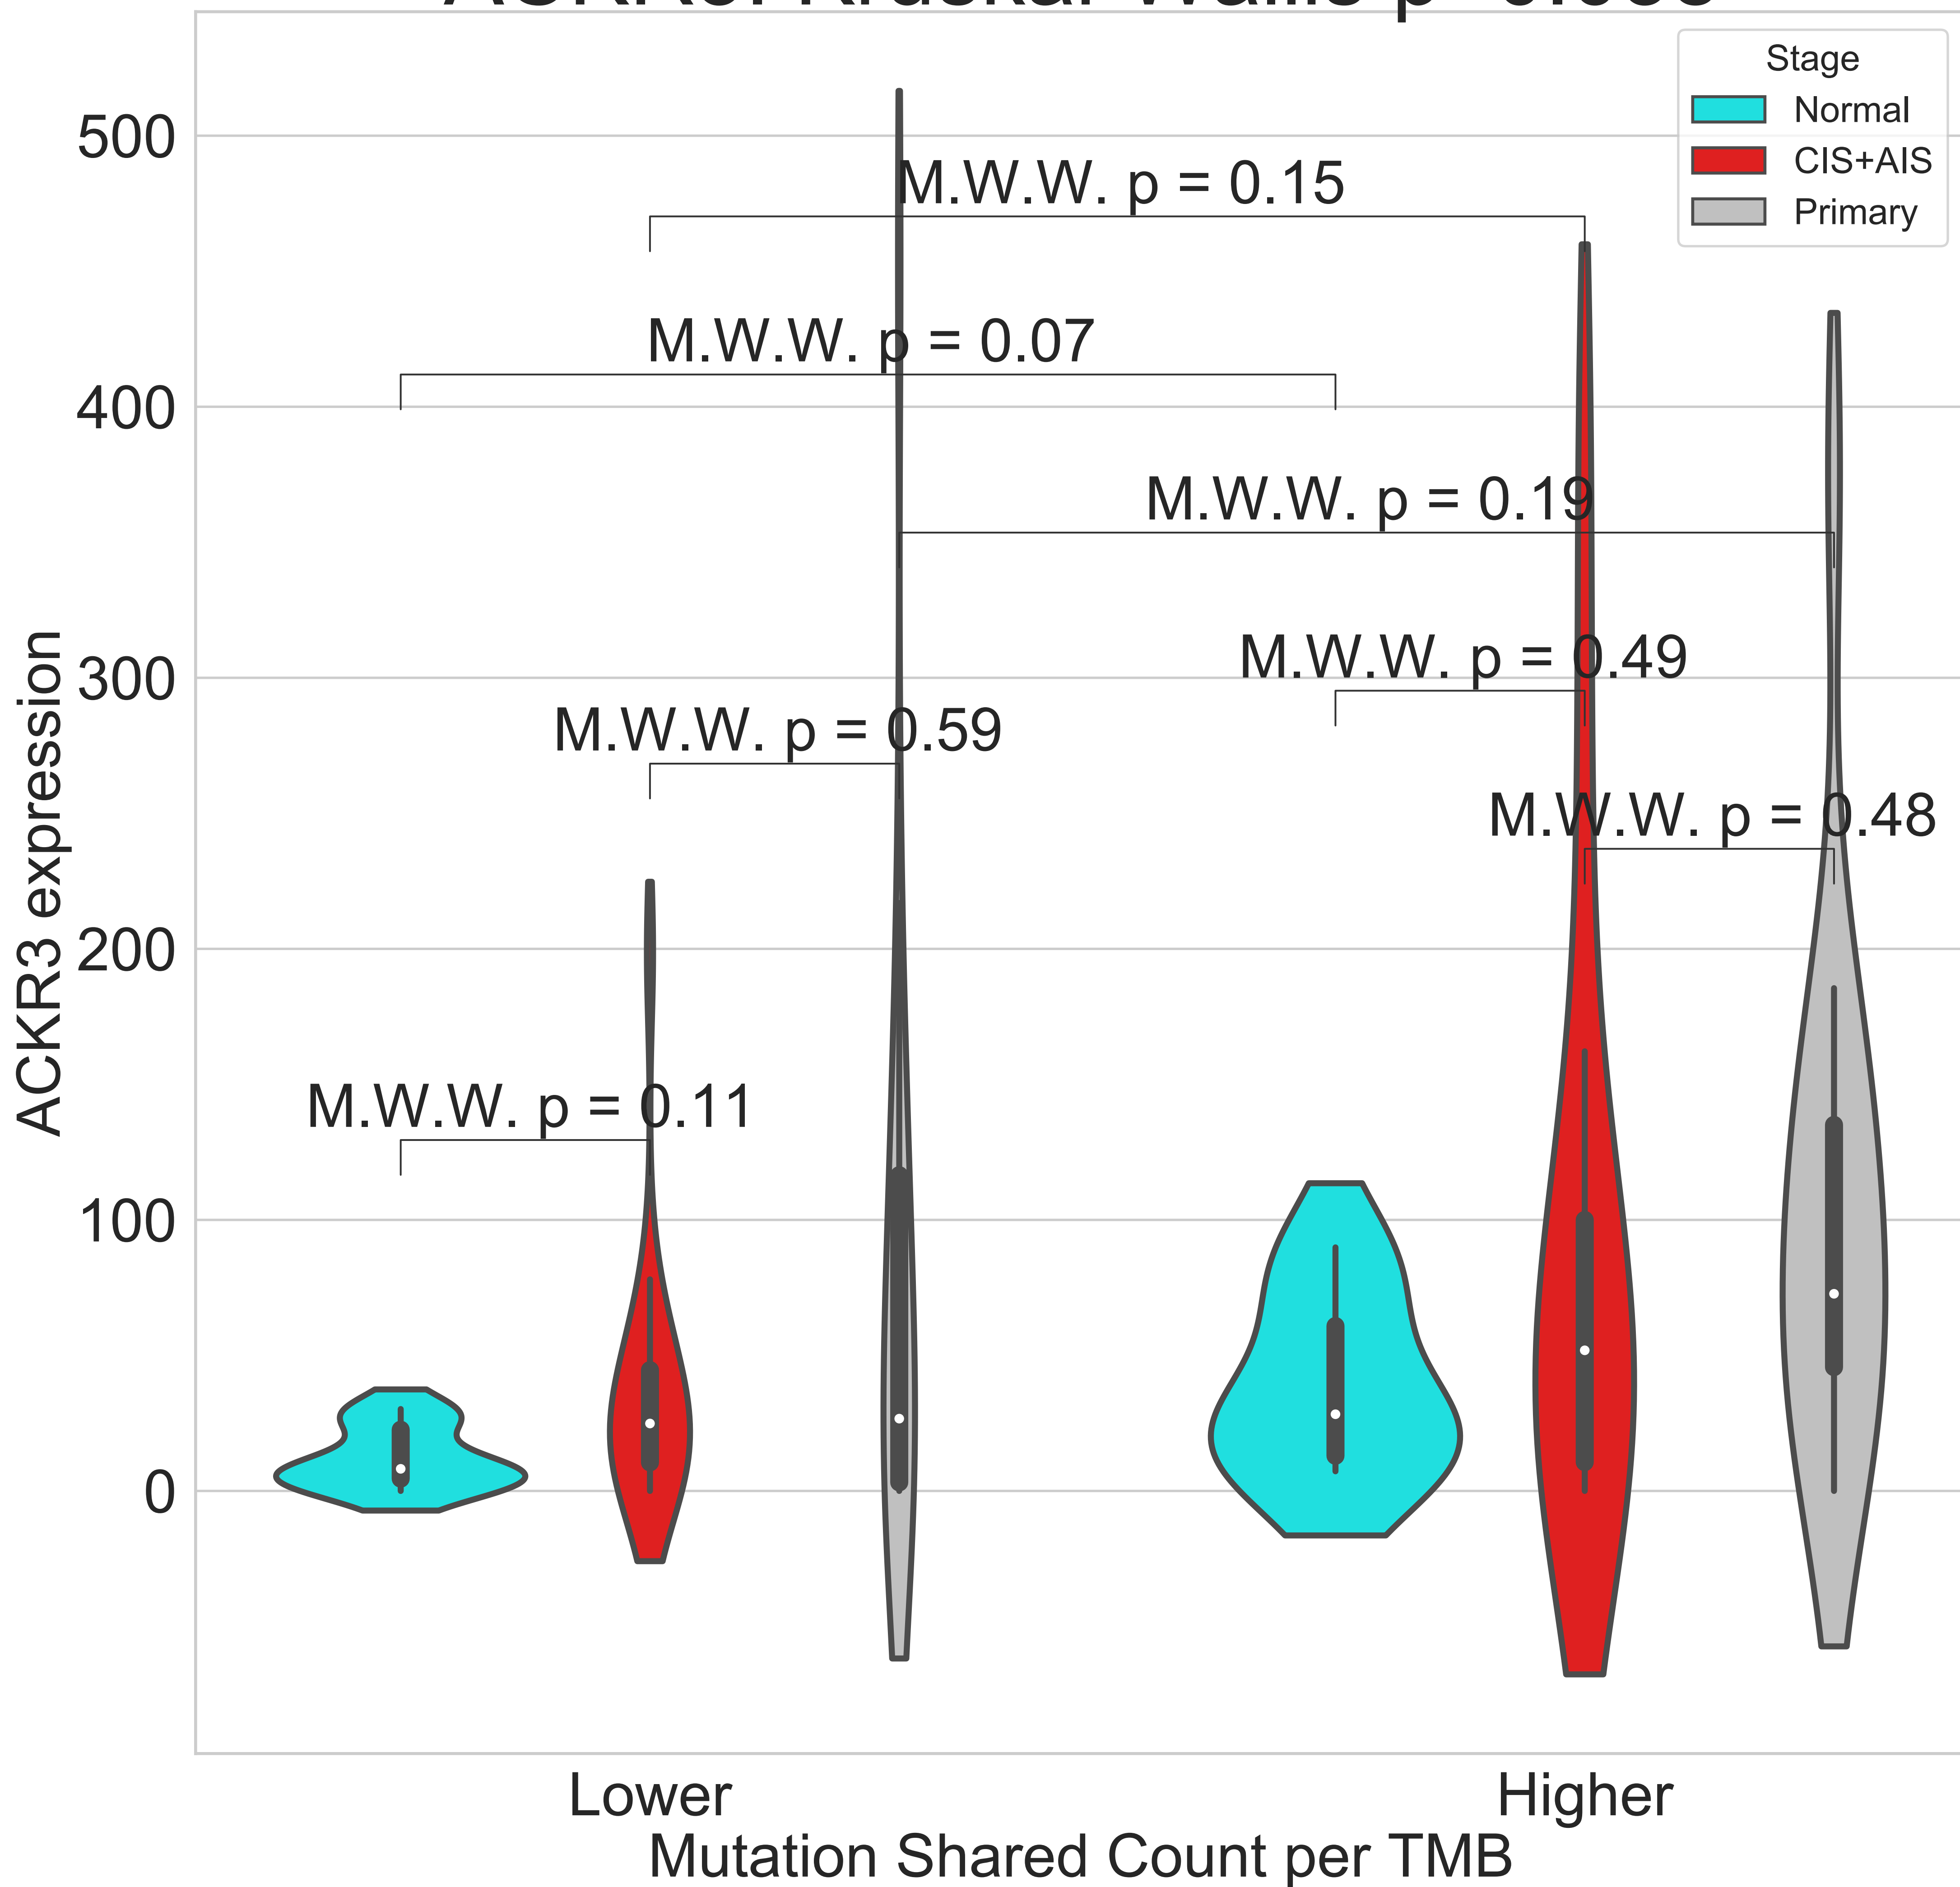 Stage
Normal
CIS+AIS
Primary
500
400
300
200
100
0
ACKR3 expression
M.W.W. p = 0.15
M.W.W. p = 0.07
M.W.W. p = 0.19
M.W.W. p = 0.49
M.W.W. p = 0.59
M.W.W. p = 0.48
M.W.W. p = 0.11
Lower
Higher
Mutation Shared Count per TMB